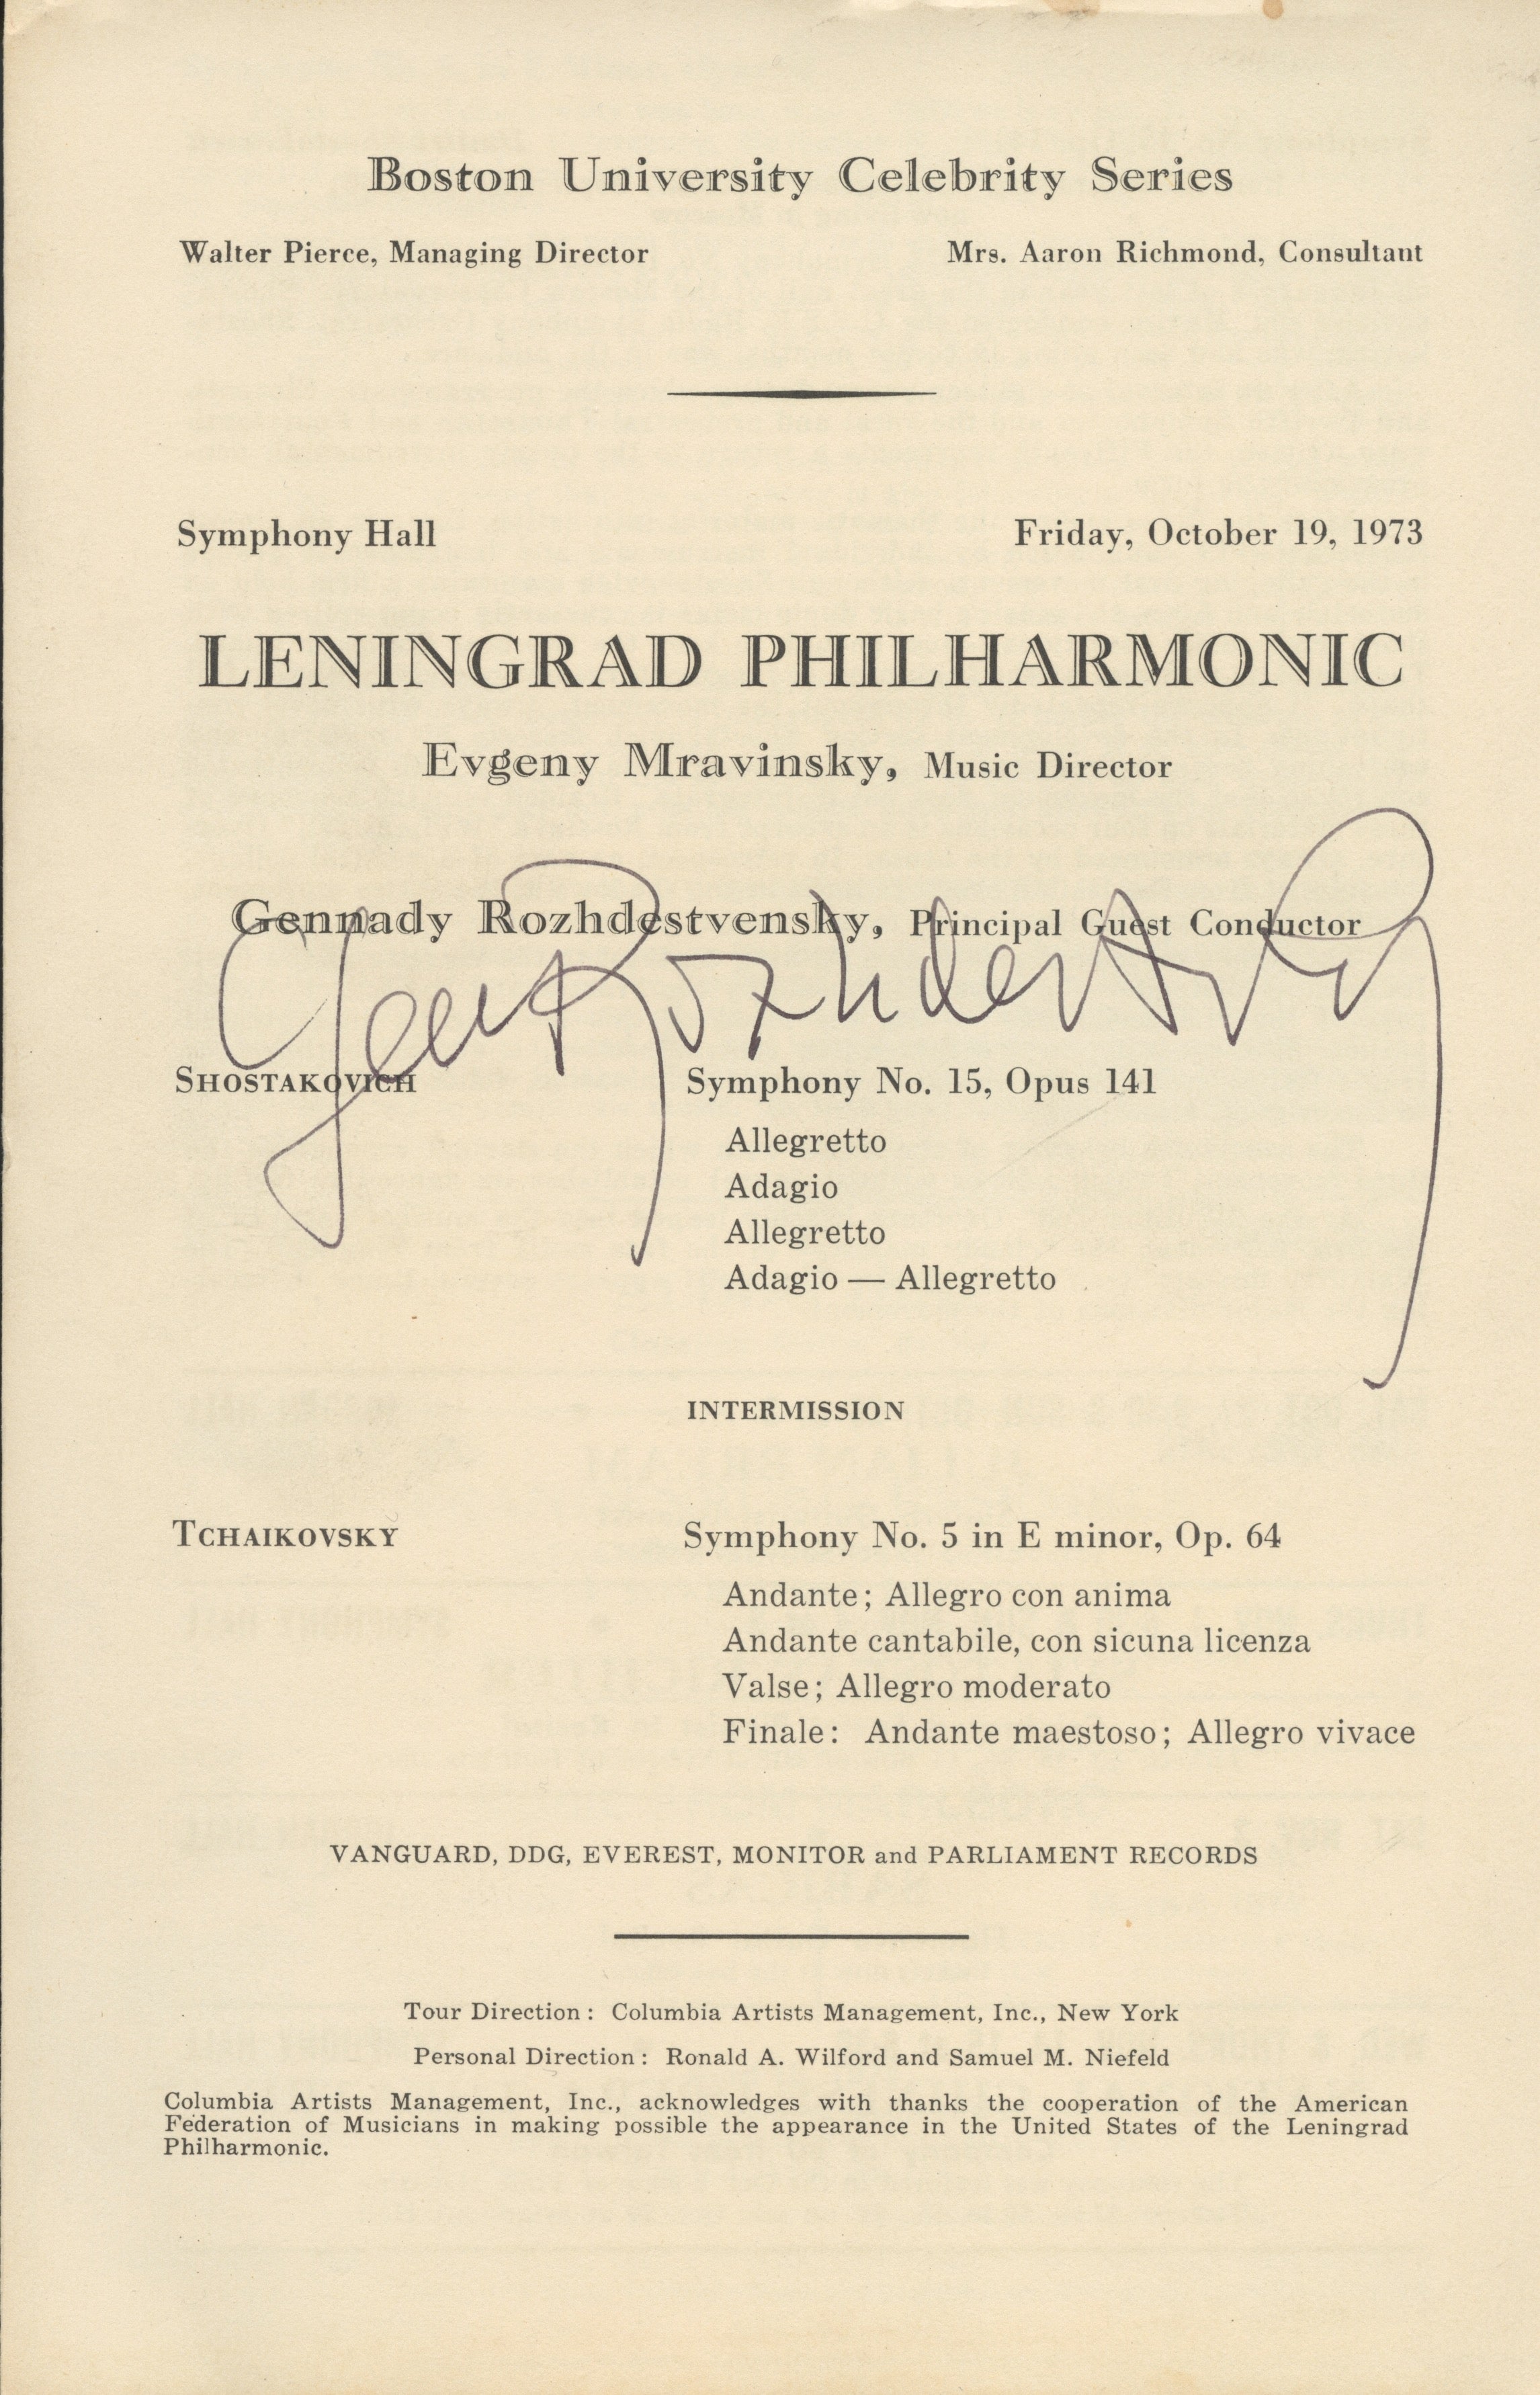 Boston University Celebrity Series
Walter Pierce, Managing Director Mrs. Aaron Richmond, Consultant
Symphony Hall Friday, October 19, 1973
LENINGRAD PHILHARMONIC
Evgeny Mravinsky, Music Director
Gennady Rozhdestvensky, Principal Guest Conductor
SHOSTAKOVICH Symphony No. 15, Opus 141
Allegretto
Adagio
Allegretto
Adagio — Allegretto
INTERMISSION
TCHAIKOVSKY Symphony No. 5 in E minor, Op. 64
Andante; Allegro con anima
Andante cantabile, con sicuna licenza
Valse; Allegro moderato
Finale: Andante maestoso; Allegro vivace
VANGUARD, DDG, EVEREST, MONITOR and PARLIAMENT RECORDS
Tour Direction: Columbia Artists Management, Inc., New York
Personal Direction: Ronald A. Wilford and Samuel M. Niefeld
Columbia Artists Management, Inc., acknowledges with thanks the cooperation of the American
Federation of Musicians in making possible the appearance in the United States of the Leningrad
Philharmonic.